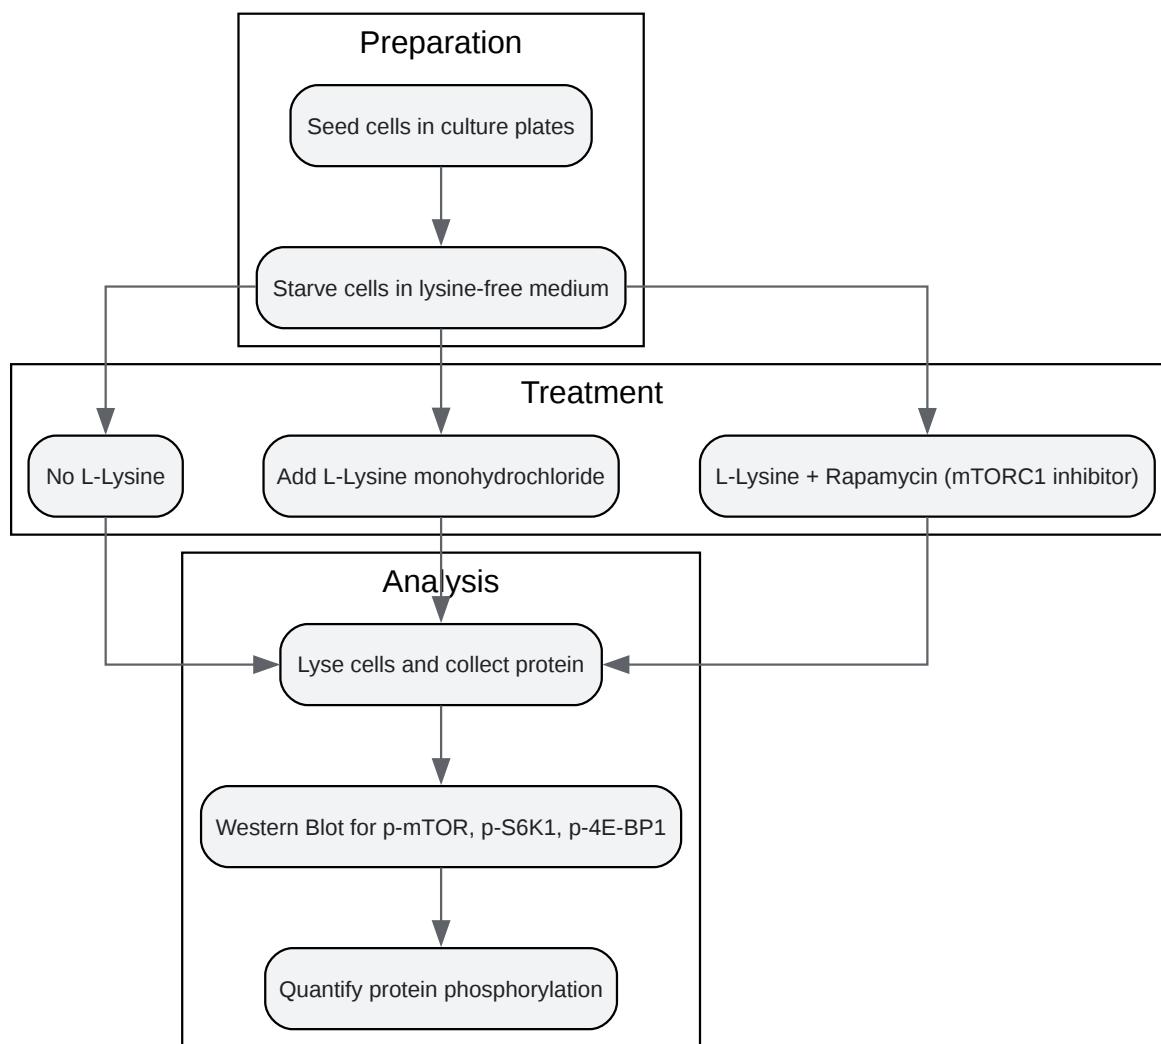 Preparation
Seed cells in culture plates
Starve cells in lysine-free medium
Treatment
No L-Lysine
Add L-Lysine monohydrochloride
L-Lysine + Rapamycin (mTORC1 inhibitor)
Analysis
Lyse cells and collect protein
Western Blot for p-mTOR, p-S6K1, p-4E-BP1
Quantify protein phosphorylation